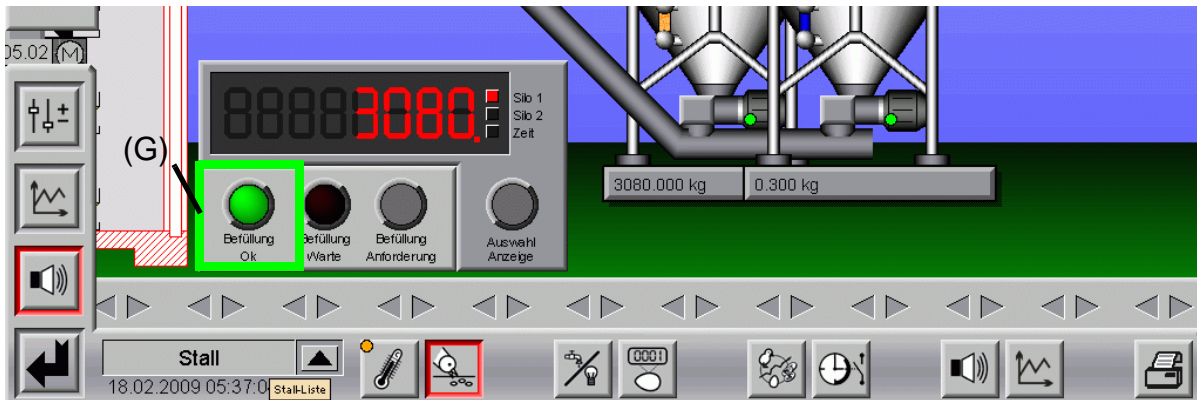 05.02 M
(G)
3080.
Silo 1
Silo 2
Zeit
Befüllung
Ok
Befüllung
Warte
Befüllung
Anforderung
Auswahl
Anzeige
3080.000 kg
0.300 kg
Stall
18.02.2009 05:37:0
Stall-Liste
0001